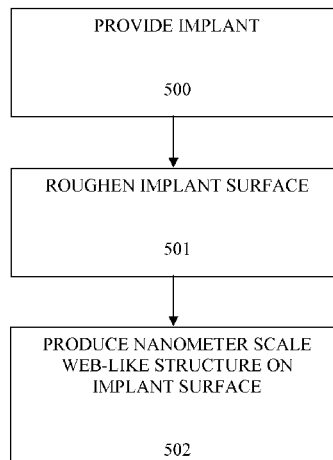 PROVIDE IMPLANT
500
ROUGHEN IMPLANT SURFACE
501
PRODUCE NANOMETER SCALE
WEB-LIKE STRUCTURE ON
IMPLANT SURFACE
502